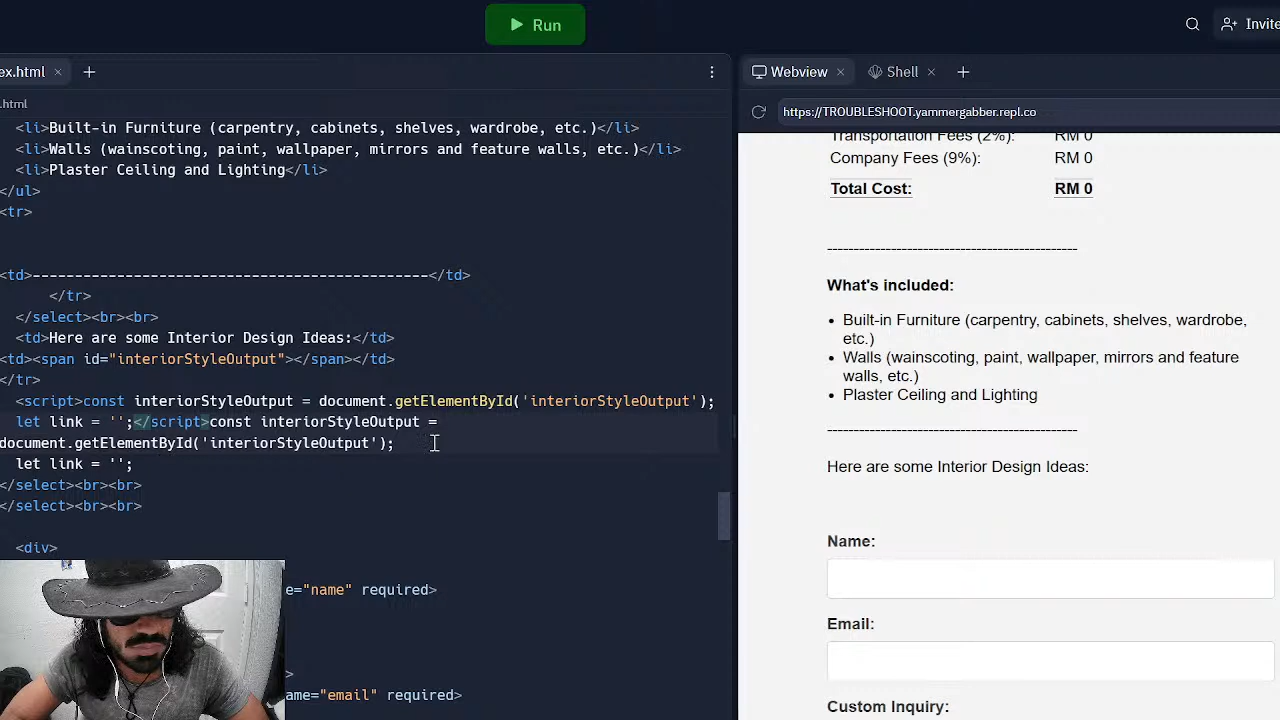 Run
Invite
ex.html
Webview
Shell
.html
https://TROUBLESHOOT.yammergabber.repl.co
<li>Built-in Furniture (carpentry, cabinets, shelves, wardrobe, etc.)</li>
<li>Walls (wainscoting, paint, wallpaper, mirrors and feature walls, etc.)</li>
<li>Plaster Ceiling and Lighting</li>
</ul>
<tr>
<td>--------------------------------------------</td>
</tr>
</select><br><br>
<td>Here are some Interior Design Ideas:</td>
<td><span id="interiorStyleOutput"></span></td>
</tr>
<script>const interiorStyleOutput = document.getElementById('interiorStyleOutput');
let link = '';</script>const interiorStyleOutput =
document.getElementById('interiorStyleOutput');
let link = '';
</select><br><br>
</select><br><br>
<div>
e="name" required>
>
ame="email" required>
Transportation Fees (2%): RM 0
Company Fees (9%): RM 0
Total Cost: RM 0
--------------------------------------------
What's included:
• Built-in Furniture (carpentry, cabinets, shelves, wardrobe,
etc.)
• Walls (wainscoting, paint, wallpaper, mirrors and feature
walls, etc.)
• Plaster Ceiling and Lighting
--------------------------------------------
Here are some Interior Design Ideas:
Name:
Email:
Custom Inquiry: